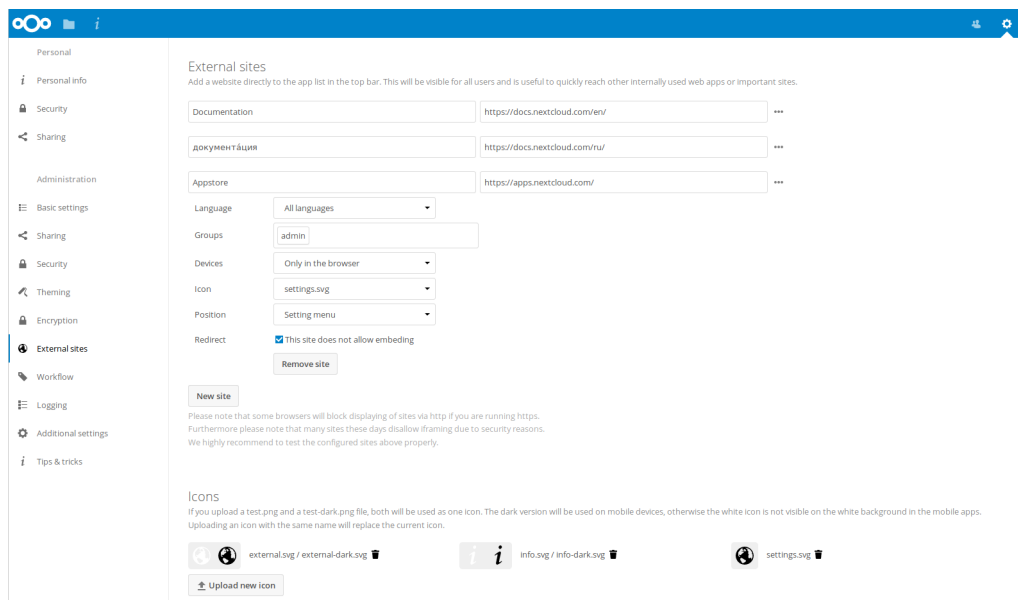 Personal
Personal info
Security
Sharing
Administration
Basic settings
Sharing
Security
Theming
Encryption
External sites
Workflow
Logging
Additional settings
Tips & tricks
External sites
Add a website directly to the app list in the top bar. This will be visible for all users and is useful to quickly reach other internally used web apps or important sites.
Documentation https://docs.nextcloud.com/en/
документа́ция https://docs.nextcloud.com/ru/
Appstore https://apps.nextcloud.com/
Language All languages
Groups admin
Devices Only in the browser
Icon settings.svg
Position Setting menu
Redirect This site does not allow embeding
Remove site
New site
Please note that some browsers will block displaying of sites via http if you are running https.
Furthermore please note that many sites these days disallow iframing due to security reasons.
We highly recommend to test the configured sites above properly.
Icons
If you upload a test.png and a test-dark.png file, both will be used as one icon. The dark version will be used on mobile devices, otherwise the white icon is not visible on the white background in the mobile apps.
Uploading an icon with the same name will replace the current icon.
external.svg / external-dark.svg info.svg / info-dark.svg settings.svg
Upload new icon